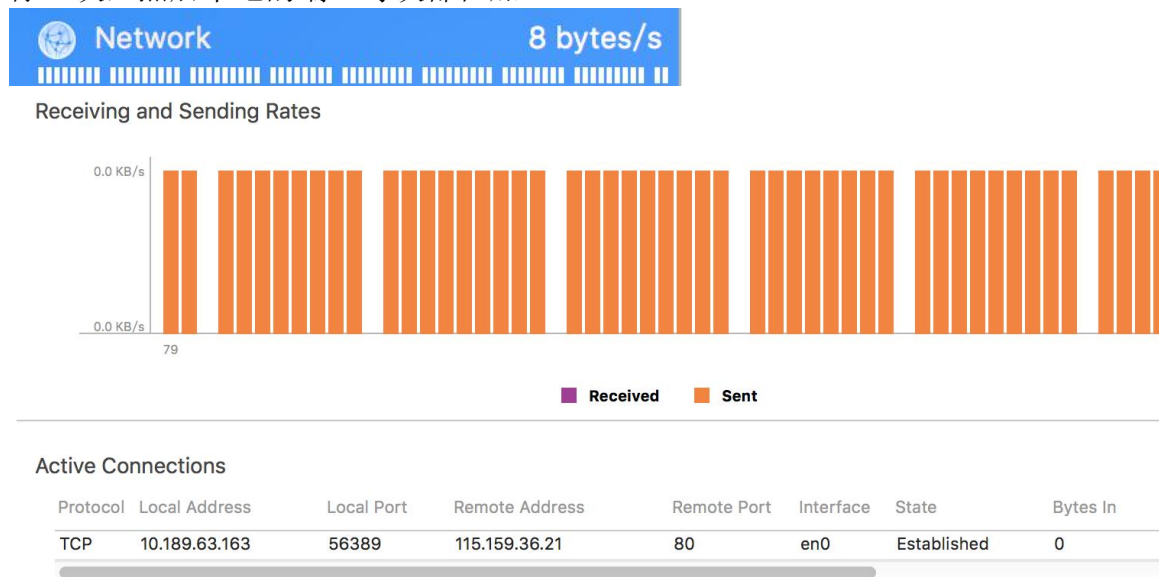 Network 8 bytes/s
Receiving and Sending Rates
0.0 KB/s
0.0 KB/s
79
Received Sent
Active Connections
Protocol Local Address Local Port Remote Address Remote Port Interface State Bytes In
TCP 10.189.63.163 56389 115.159.36.21 80 en0 Established 0